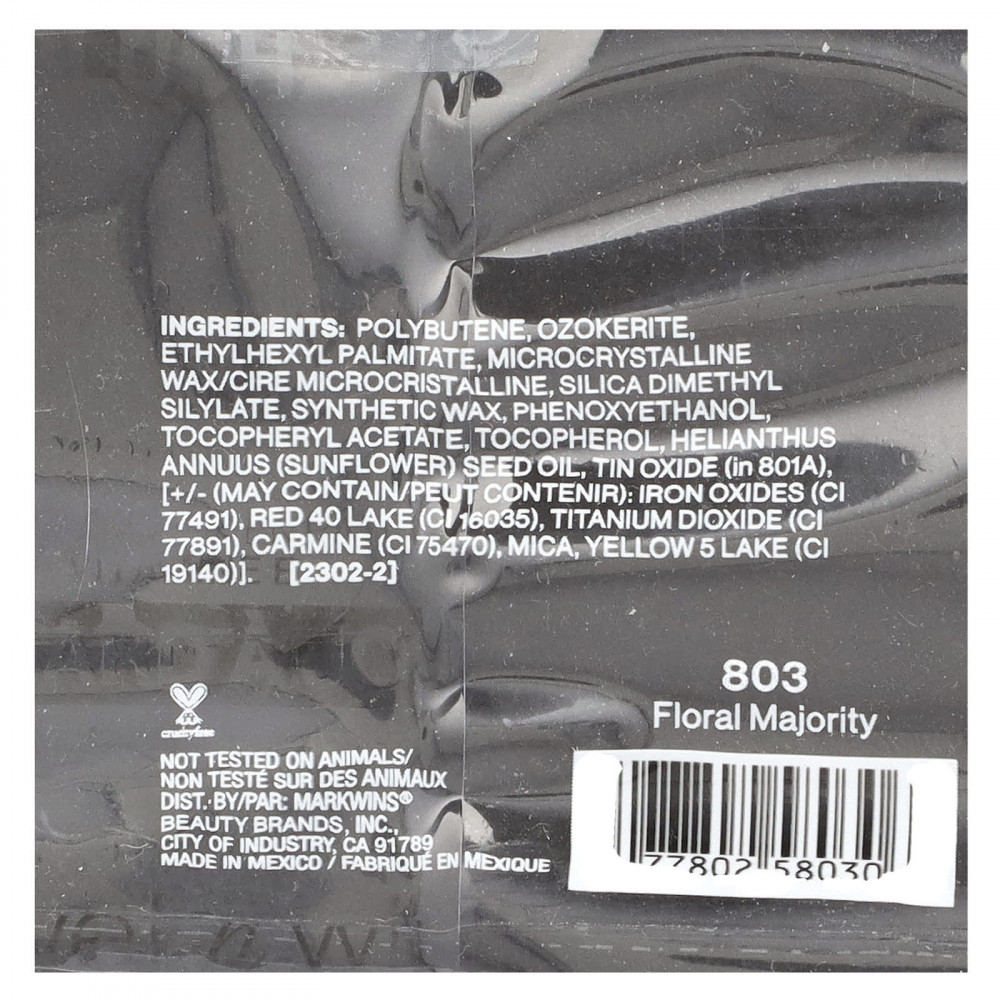 INGREDIENTS: POLYBUTENE, OZOKERITE,
ETHYLHEXYL PALMITATE, MICROCRYSTALLINE
WAX/CIRE MICROCRISTALLINE, SILICA DIMETHYL
SILYLATE, SYNTHETIC WAX, PHENOXYETHANOL,
TOCOPHERYL ACETATE, TOCOPHEROL, HELIANTHUS
ANNUUS (SUNFLOWER) SEED OIL, TIN OXIDE (in 801A),
[+/- (MAY CONTAIN/PEUT CONTENIR): IRON OXIDES (CI
77491), RED 40 LAKE (CI 16035), TITANIUM DIOXIDE (CI
77891), CARMINE (CI 75470), MICA, YELLOW 5 LAKE (CI
19140)]. [2302-2]
803
Floral Majority
crueltyfree
NOT TESTED ON ANIMALS/
NON TESTÉ SUR DES ANIMAUX
DIST. BY/PAR: MARKWINS®
BEAUTY BRANDS, INC.,
CITY OF INDUSTRY, CA 91789
MADE IN MEXICO / FABRIQUÉ EN MEXIQUE
77802 58030